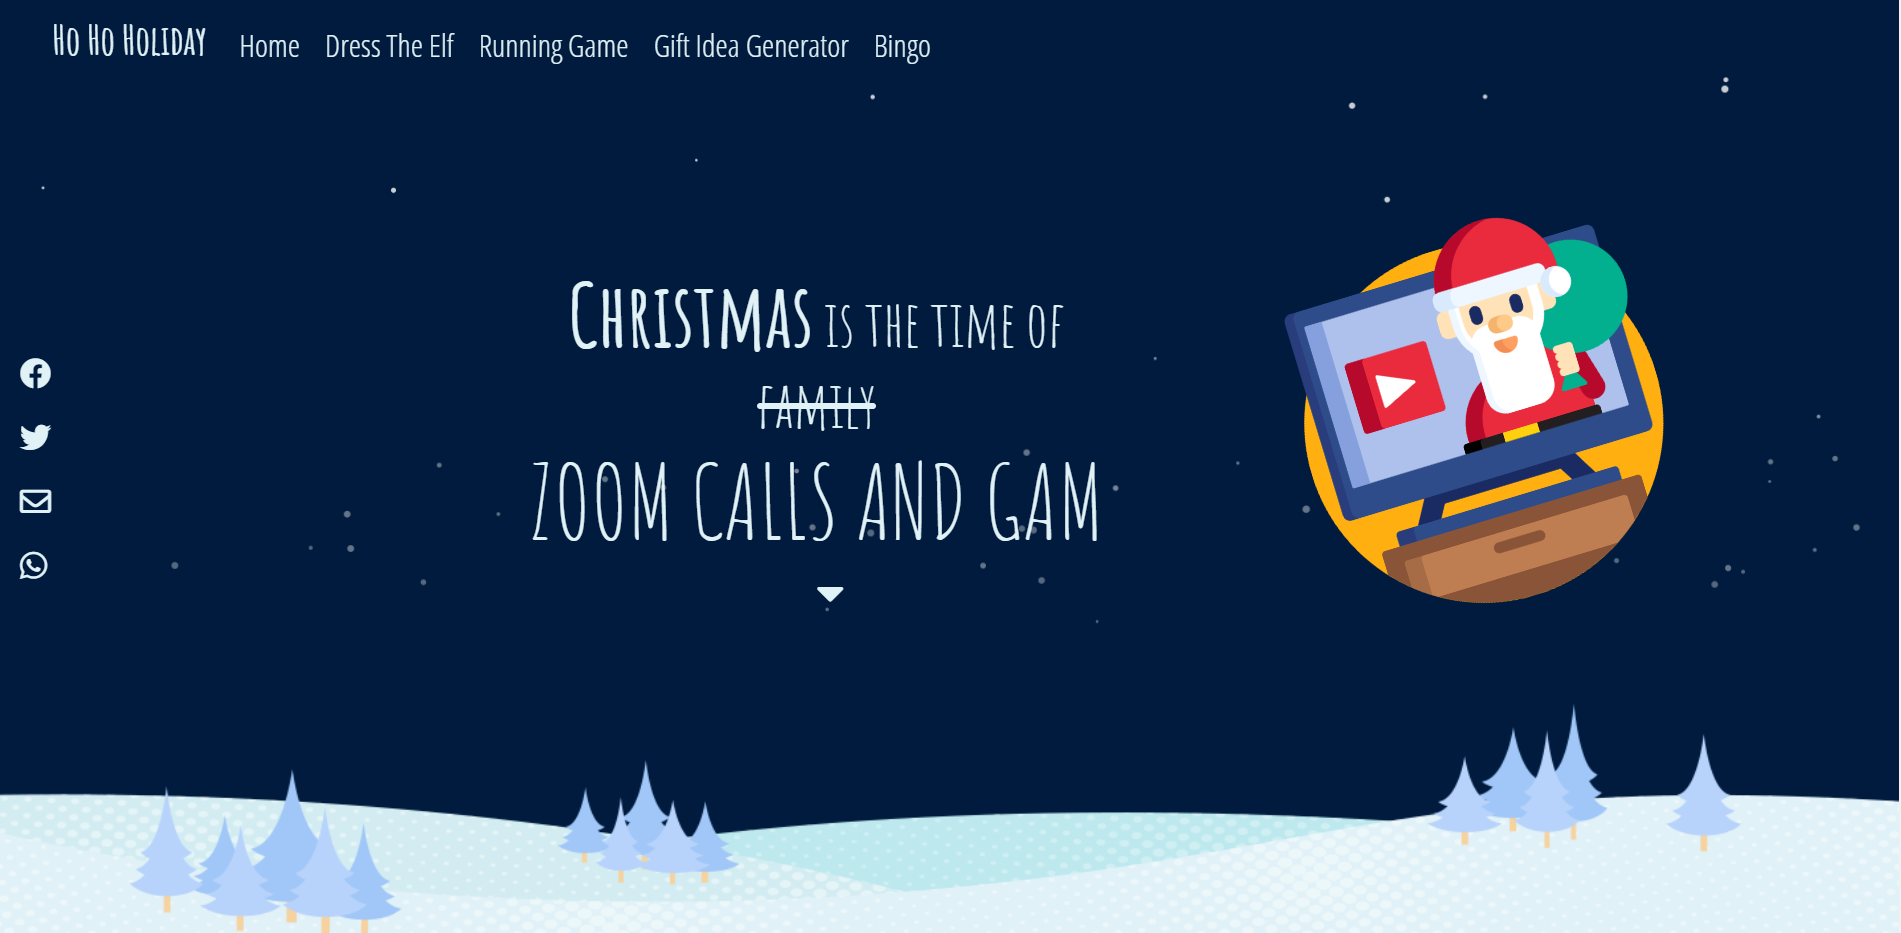 Ho Ho Holiday
Home Dress The Elf Running Game Gift Idea Generator Bingo
Christmas is the time of
family
Zoom calls and gam